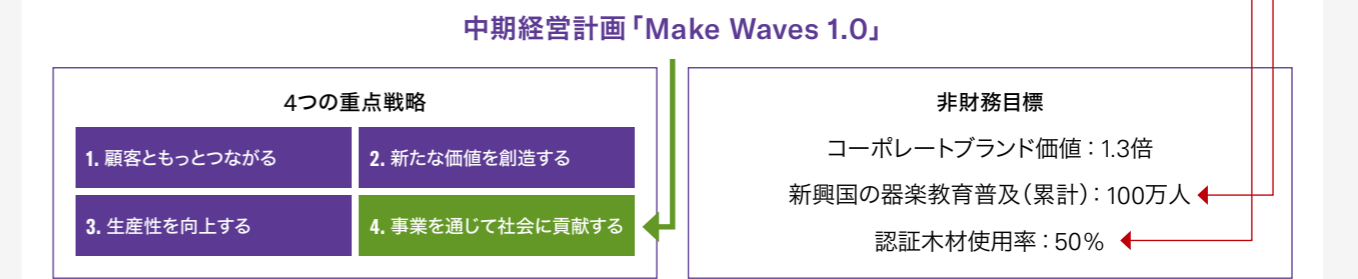 中期経営計画「Make Waves 1.0」
4つの重点戦略
1. 顧客ともっとつながる
2. 新たな価値を創造する
3. 生産性を向上する
4. 事業を通じて社会に貢献する
非財務目標
コーポレートブランド価値：1.3倍
新興国の器楽教育普及（累計）：100万人
認証木材使用率：50%